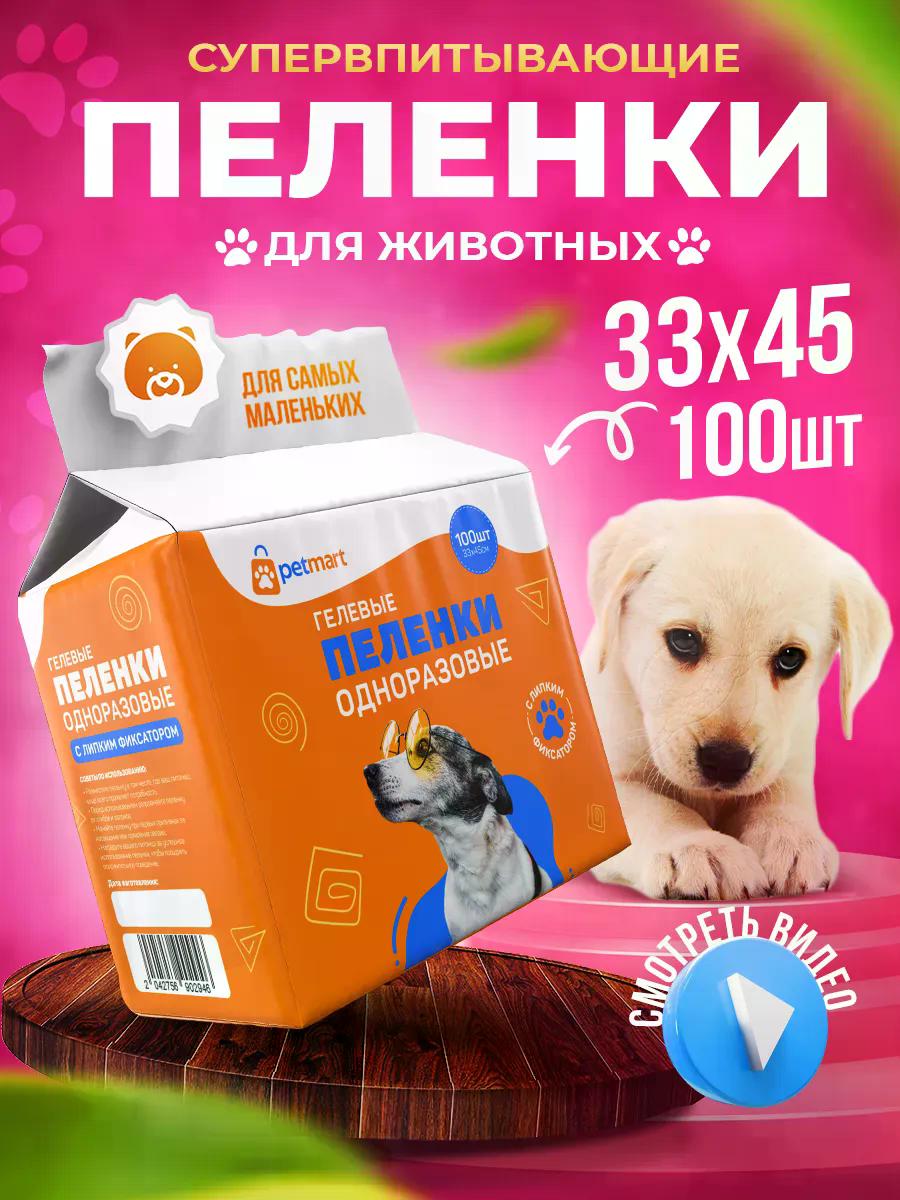 СУПЕРВПИТЫВАЮЩИЕ
ПЕЛЕНКИ
ДЛЯ ЖИВОТНЫХ
33х45
100шт
ДЛЯ САМЫХ
МАЛЕНЬКИХ
petmart
100шт
33х45см
ГЕЛЕВЫЕ
ПЕЛЕНКИ
ОДНОРАЗОВЫЕ
С ЛИПКИМ
ФИКСАТОРОМ
ГЕЛЕВЫЕ
ПЕЛЕНКИ
ОДНОРАЗОВЫЕ
С ЛИПКИМ ФИКСАТОРОМ
СОВЕТЫ ПО ИСПОЛЬЗОВАНИЮ:
Дата изготовления:
2 042756 902946
СМОТРЕТЬ ВИДЕО